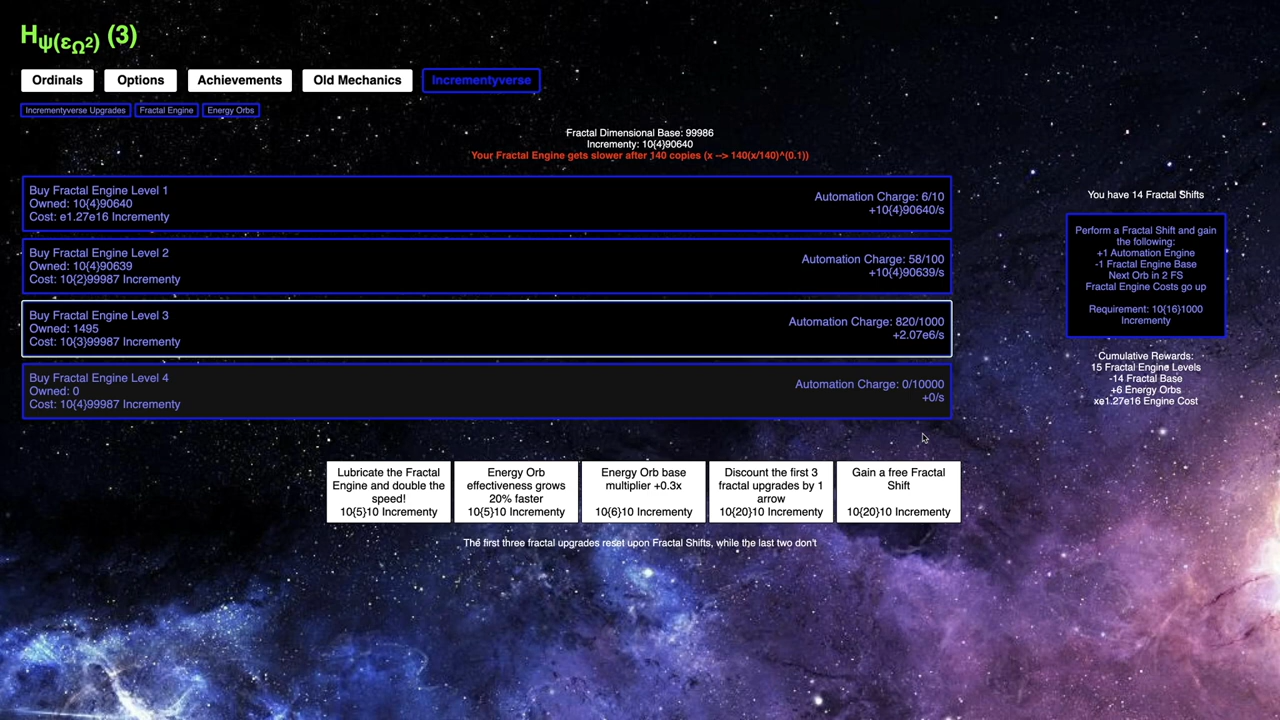 Hψ(εΩ2) (3)
Ordinals Options Achievements Old Mechanics Incrementyverse
Incrementyverse Upgrades Fractal Engine Energy Orbs
Fractal Dimensional Base: 99986
Incrementy: 10{4}90640
Your Fractal Engine gets slower after 140 copies (x --> 140(x/140)^(0.1))
Buy Fractal Engine Level 1
Owned: 10{4}90640
Cost: e1.27e16 Incrementy
Automation Charge: 6/10
+10{4}90640/s
Buy Fractal Engine Level 2
Owned: 10{4}90639
Cost: 10{2}99987 Incrementy
Automation Charge: 58/100
+10{4}90639/s
Buy Fractal Engine Level 3
Owned: 1495
Cost: 10{3}99987 Incrementy
Automation Charge: 820/1000
+2.07e6/s
Buy Fractal Engine Level 4
Owned: 0
Cost: 10{4}99987 Incrementy
Automation Charge: 0/10000
+0/s
You have 14 Fractal Shifts
Perform a Fractal Shift and gain
the following:
+1 Automation Engine
-1 Fractal Engine Base
Next Orb in 2 FS
Fractal Engine Costs go up
Requirement: 10{16}1000
Incrementy
Cumulative Rewards:
15 Fractal Engine Levels
-14 Fractal Base
+6 Energy Orbs
xe1.27e16 Engine Cost
Lubricate the Fractal
Engine and double the
speed!
10{5}10 Incrementy
Energy Orb
effectiveness grows
20% faster
10{5}10 Incrementy
Energy Orb base
multiplier +0.3x
10{6}10 Incrementy
Discount the first 3
fractal upgrades by 1
arrow
10{20}10 Incrementy
Gain a free Fractal
Shift
10{20}10 Incrementy
The first three fractal upgrades reset upon Fractal Shifts, while the last two don't